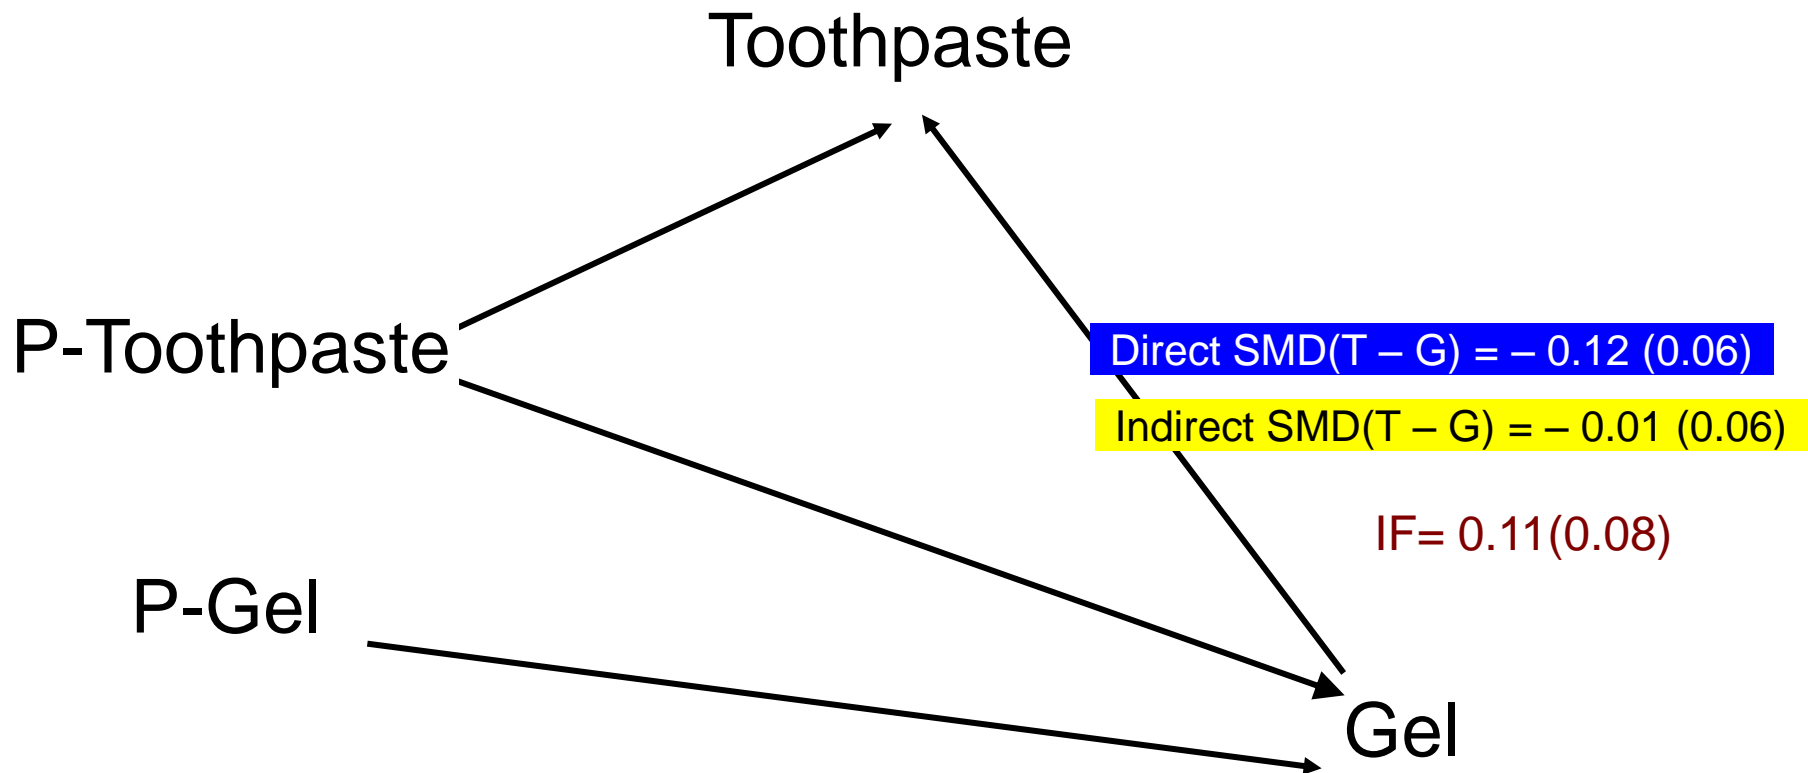 Toothpaste
P-Toothpaste
Direct SMD(T – G) = – 0.12 (0.06)
Indirect SMD(T – G) = – 0.01 (0.06)
IF= 0.11(0.08)
P-Gel
Gel